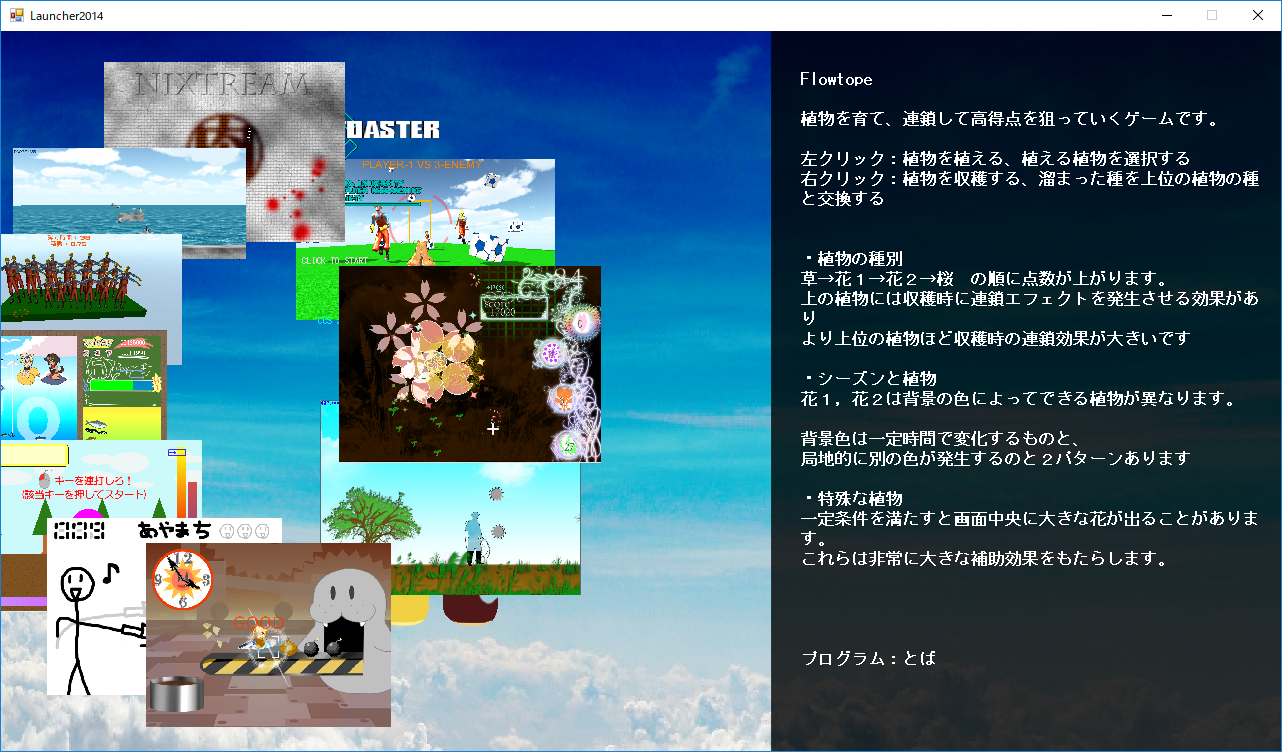 Launcher2014
NIXTREAM
OASTER
PLAYER-1 VS 3-ENEMY
CLICK TO START
SCORE
17020
キーを連打しろ！
(該当キーを押してスタート)
あやまち
GOOD
Flowtope
植物を育て、連鎖して高得点を狙っていくゲームです。
左クリック：植物を植える、植える植物を選択する
右クリック：植物を収穫する、溜まった種を上位の植物の種
と交換する
・植物の種別
草→花１→花２→桜　の順に点数が上がります。
上の植物には収穫時に連鎖エフェクトを発生させる効果があ
り
より上位の植物ほど収穫時の連鎖効果が大きいです
・シーズンと植物
花１，花２は背景の色によってできる植物が異なります。
背景色は一定時間で変化するものと、
局地的に別の色が発生するのと２パターンあります
・特殊な植物
一定条件を満たすと画面中央に大きな花が出ることがありま
す。
これらは非常に大きな補助効果をもたらします。
プログラム：とば